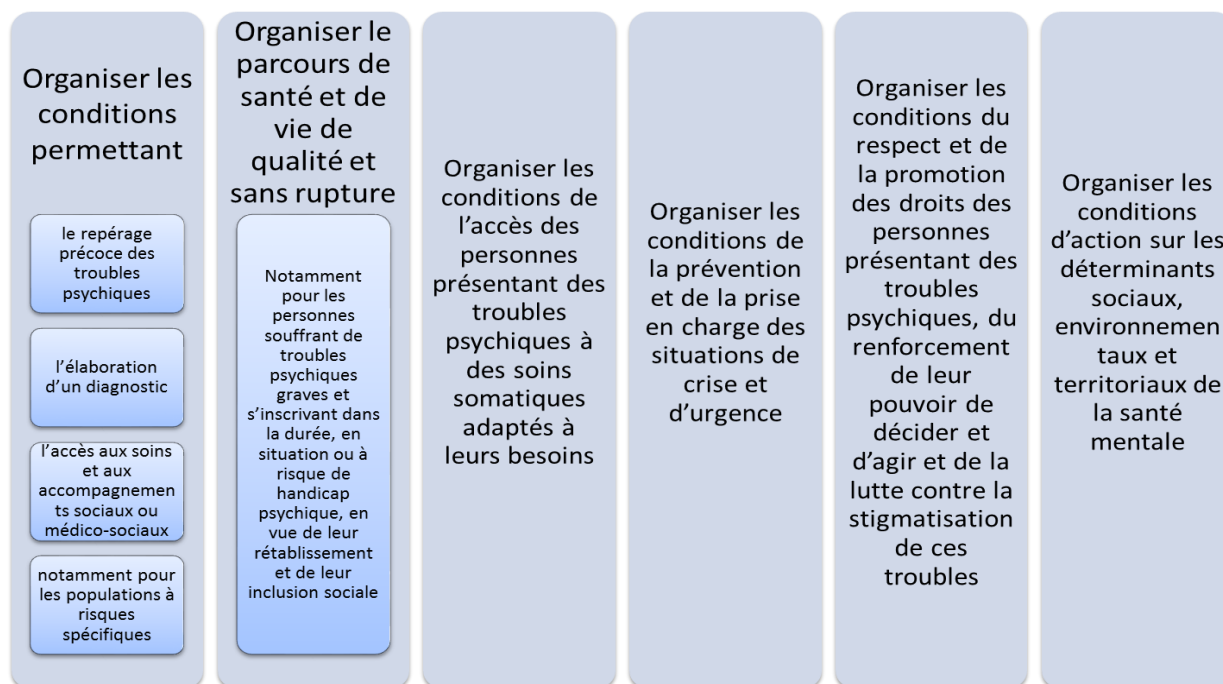 Organiser les
conditions
permettant
le repérage
précoce des
troubles
psychiques
l'élaboration
d'un diagnostic
l'accès aux soins
et aux
accompagnemen
ts sociaux ou
médico-sociaux
notamment pour
les populations à
risques
spécifiques
Organiser le
parcours de
santé et de
vie de
qualité et
sans rupture
Notamment
pour les
personnes
souffrant de
troubles
psychiques
graves et
s'inscrivant dans
la durée, en
situation ou à
risque de
handicap
psychique, en
vue de leur
rétablissement
et de leur
inclusion sociale
Organiser les
conditions de
l'accès des
personnes
présentant des
troubles
psychiques à
des soins
somatiques
adaptés à
leurs besoins
Organiser les
conditions de
la prévention
et de la prise
en charge des
situations de
crise et
d'urgence
Organiser les
conditions du
respect et de
la promotion
des droits des
personnes
présentant des
troubles
psychiques, du
renforcement
de leur
pouvoir de
décider et
d'agir et de la
lutte contre la
stigmatisation
de ces
troubles
Organiser les
conditions
d'action sur les
déterminants
sociaux,
environnemen
taux et
territoriaux de
la santé
mentale